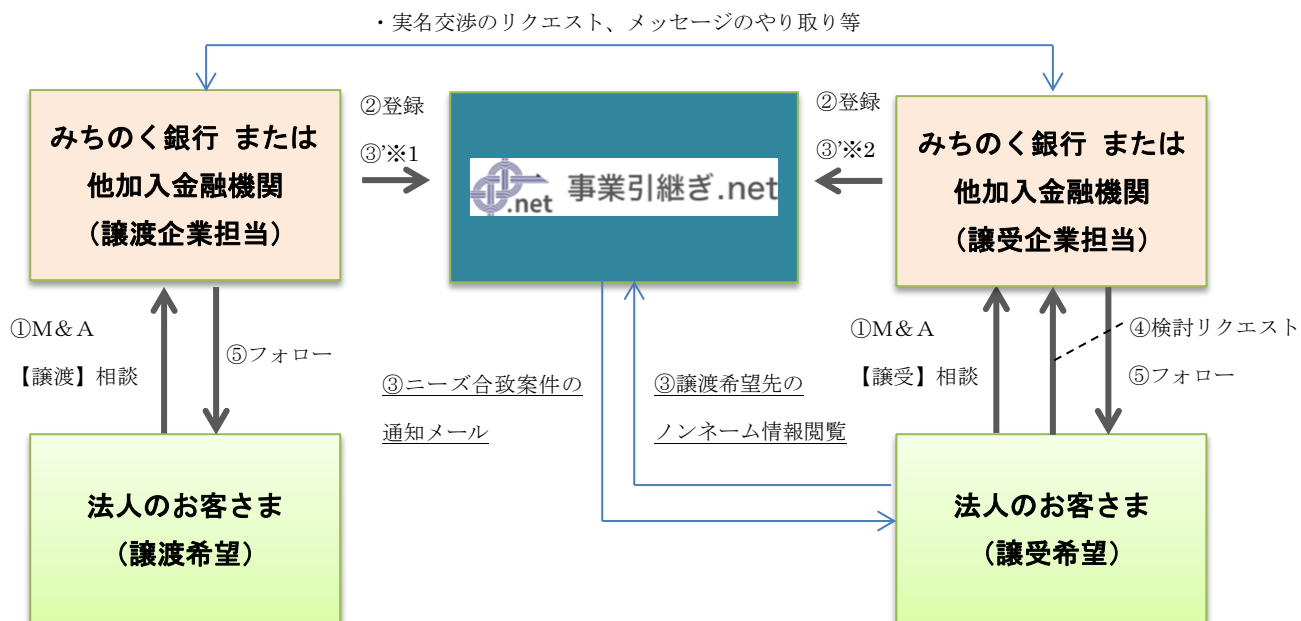 ・実名交渉のリクエスト、メッセージのやり取り等
みちのく銀行 または
他加入金融機関
（譲渡企業担当）
②登録
③’※1
.net 事業引継ぎ.net
②登録
③’※2
みちのく銀行 または
他加入金融機関
（譲受企業担当）
①M＆A
【譲渡】相談
⑤フォロー
③ニーズ合致案件の
通知メール
③譲渡希望先の
ノンネーム情報閲覧
①M＆A
【譲受】相談
④検討リクエスト
⑤フォロー
法人のお客さま
（譲渡希望）
法人のお客さま
（譲受希望）